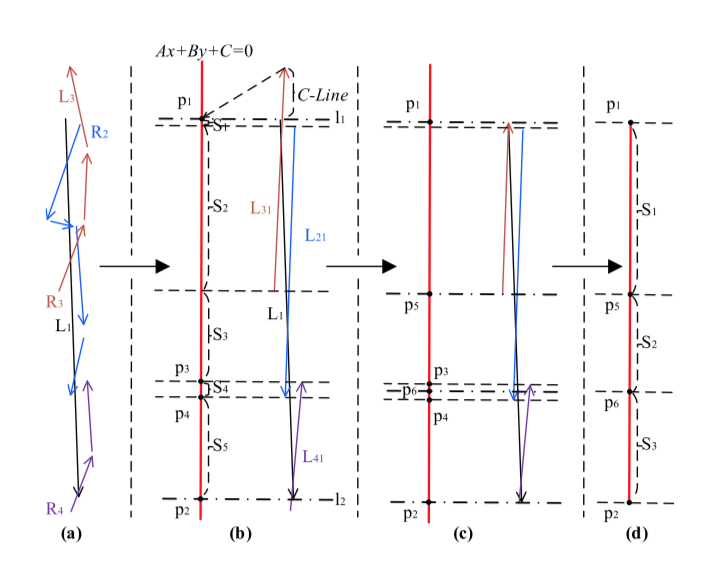 Ax+By+C=0
L3
R2
R3
L1
R4
(a)
p1
C-Line
l1
S1
S2
L31
L21
L1
S3
p3
S4
p4
S5
L41
p2
l2
(b)
p1
p5
p3
p6
p4
p2
(c)
p1
S1
p5
S2
p6
S3
p2
(d)